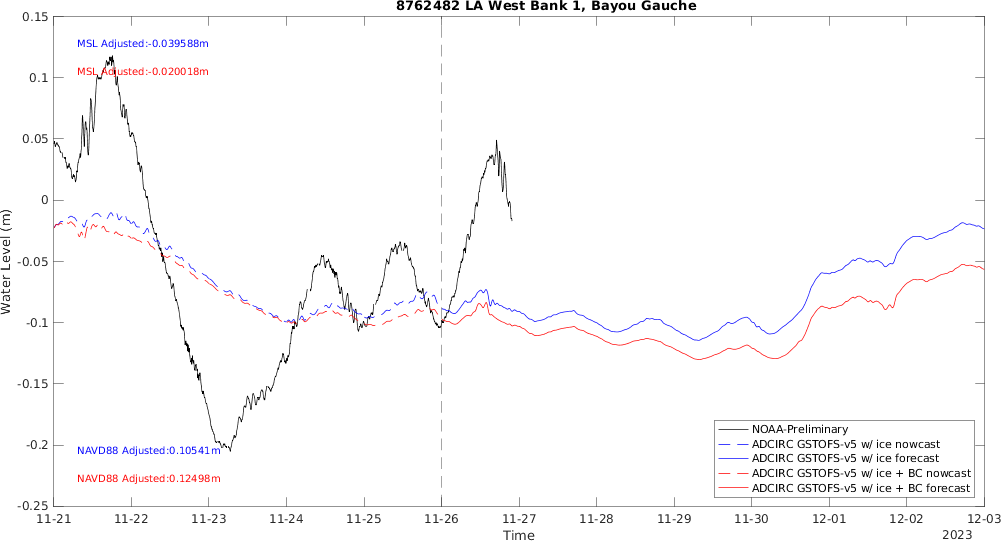 8762482 LA West Bank 1, Bayou Gauche
0.15
0.1
0.05
0
-0.05
-0.1
-0.15
-0.2
-0.25
Water Level (m)
MSL Adjusted:-0.039588m
MSL Adjusted:-0.020018m
NAVD88 Adjusted:0.10541m
NAVD88 Adjusted:0.12498m
NOAA-Preliminary
ADCIRC GSTOFS-v5 w/ ice nowcast
ADCIRC GSTOFS-v5 w/ ice forecast
ADCIRC GSTOFS-v5 w/ ice + BC nowcast
ADCIRC GSTOFS-v5 w/ ice + BC forecast
11-21 11-22 11-23 11-24 11-25 11-26 11-27 11-28 11-29 11-30 12-01 12-02 12-03
Time
2023